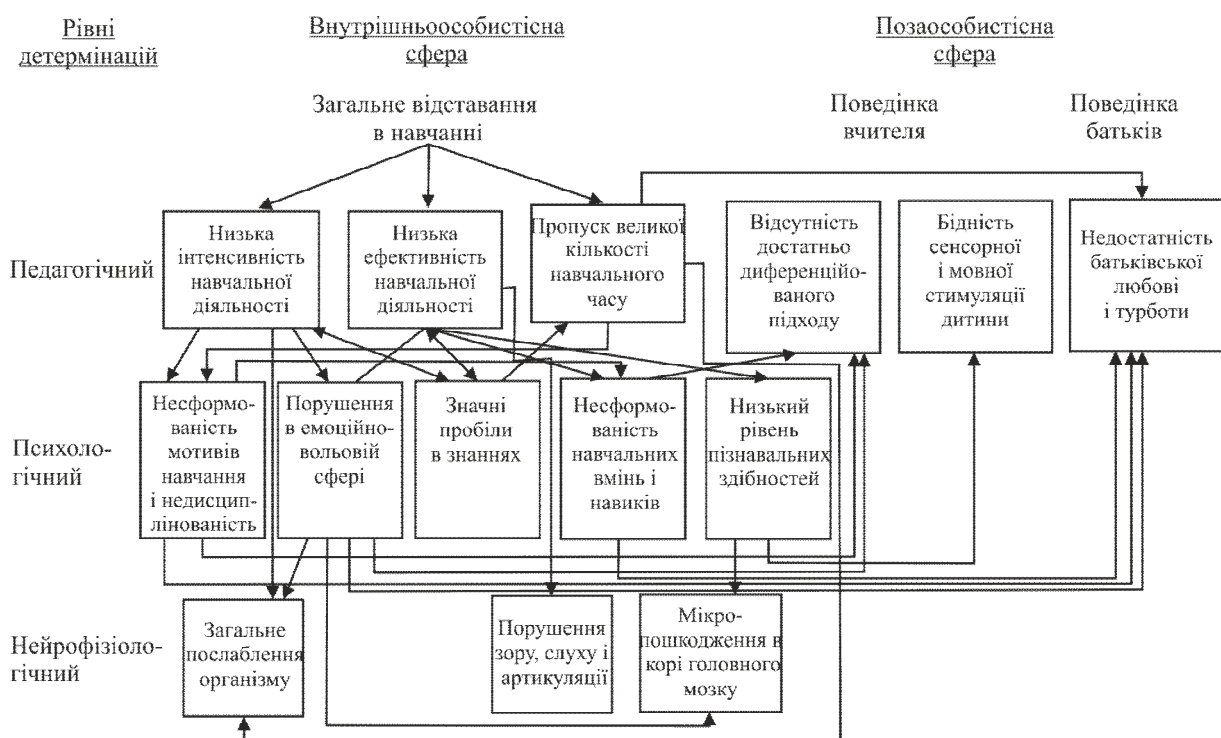 Рівні
детермінацій
Внутрішньоособистісна
сфера
Позаособистісна
сфера
Загальне відставання
в навчанні
Поведінка
вчителя
Поведінка
батьків
Педагогічний
Низька
інтенсивність
навчальної
діяльності
Низька
ефективність
навчальної
діяльності
Пропуск великої
кількості
навчального
часу
Відсутність
достатньо
диференційо-
ваного
підходу
Бідність
сенсорної
і мовної
стимуляції
дитини
Недостатність
батьківської
любові
і турботи
Психоло-
гічний
Несформо-
ваність
мотивів
навчання
і недисцип-
лінованість
Порушення
в емоційно-
вольовій
сфері
Значні
пробіли
в знаннях
Несформо-
ваність
навчальних
вмінь і
навиків
Низький
рівень
пізнавальних
здібностей
Нейрофізіоло-
гічний
Загальне
послаблення
організму
Порушення
зору, слуху і
артикуляції
Мікро-
пошкодження в
корі головного
мозку